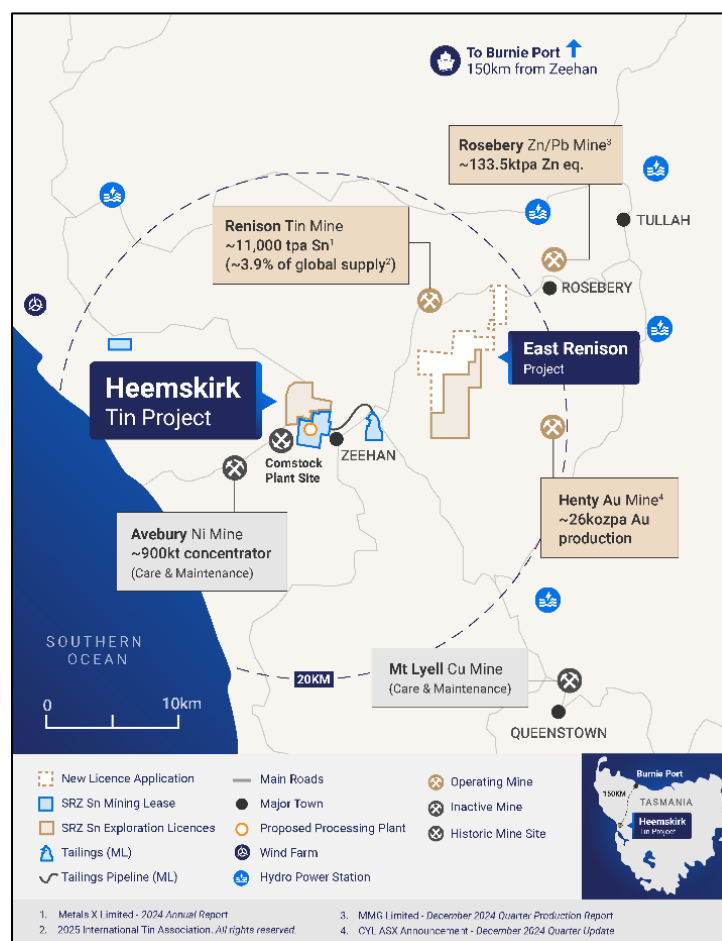 To Burnie Port
150km from Zeehan
Rosebery Zn/Pb Mine³
~133.5ktpa Zn eq.
TULLAH
Renison Tin Mine
~11,000 tpa Sn¹
(~3.9% of global supply²)
ROSEBERY
East Renison
Project
Heemskirk
Tin Project
ZEEHAN
Comstock
Plant Site
Avebury Ni Mine
~900kt concentrator
(Care & Maintenance)
Henty Au Mine⁴
~26kozpa Au
production
SOUTHERN
OCEAN
20KM
0 10km
Mt Lyell Cu Mine
(Care & Maintenance)
QUEENSTOWN
New Licence Application
SRZ Sn Mining Lease
SRZ Sn Exploration Licences
Tailings (ML)
Tailings Pipeline (ML)
Main Roads
Major Town
Proposed Processing Plant
Wind Farm
Hydro Power Station
Operating Mine
Inactive Mine
Historic Mine Site
Burnie Port
150KM
TASMANIA
Heemskirk
Tin Project
1. Metals X Limited - 2024 Annual Report
2. 2025 International Tin Association. All rights reserved.
3. MMG Limited - December 2024 Quarter Production Report
4. CYL ASX Announcement - December 2024 Quarter Update